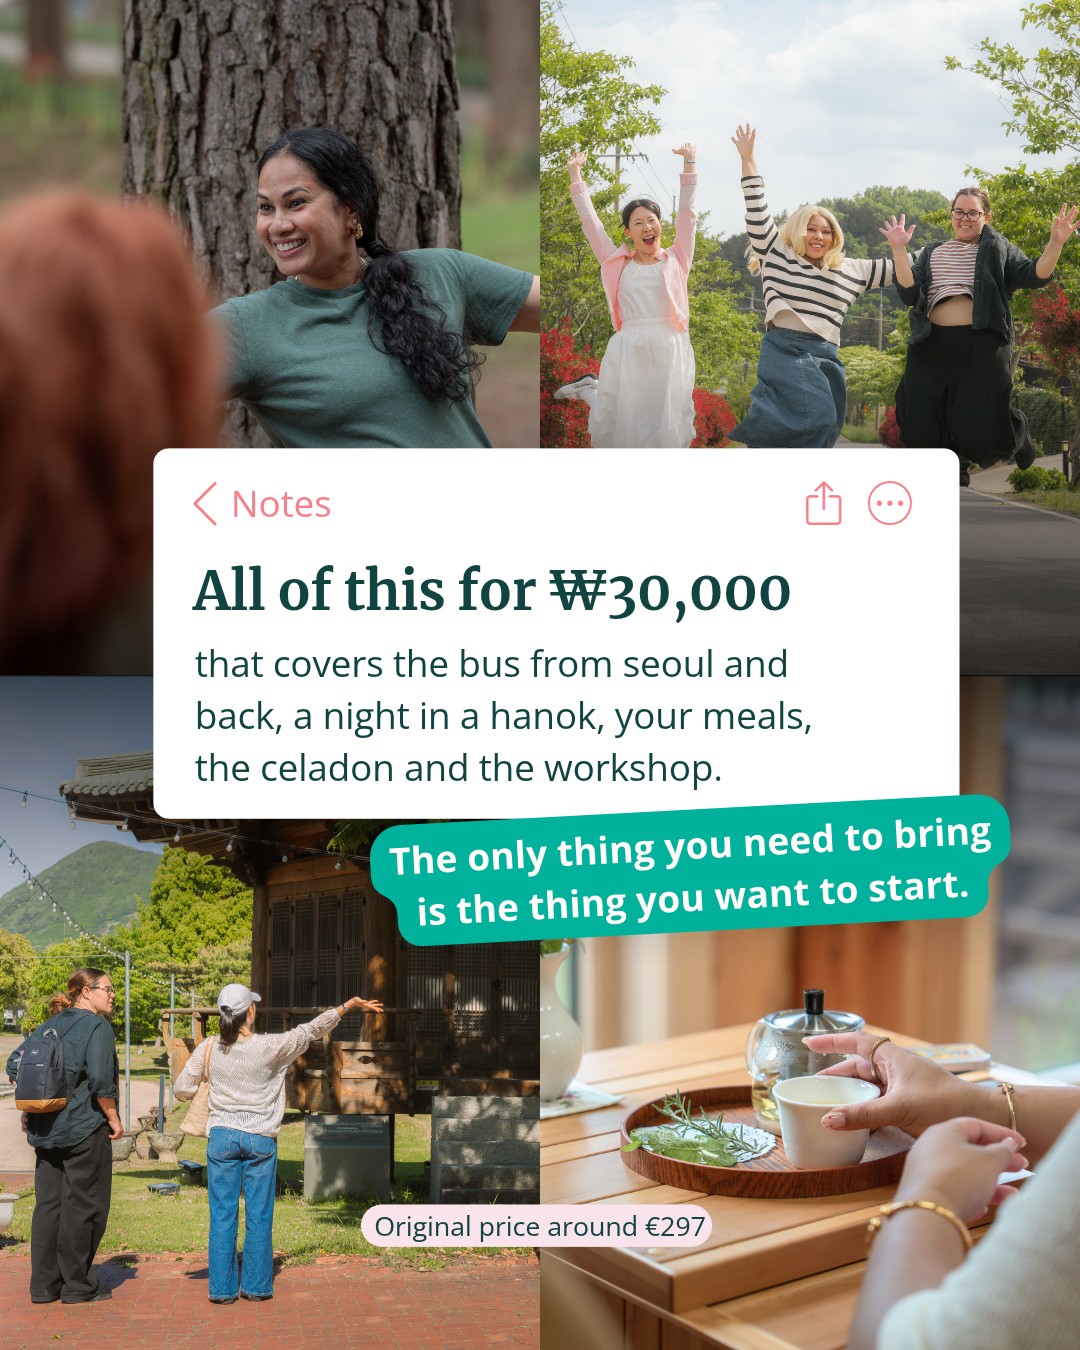 Notes
All of this for ₩30,000
that covers the bus from seoul and
back, a night in a hanok, your meals,
the celadon and the workshop.
The only thing you need to bring
is the thing you want to start.
Original price around €297